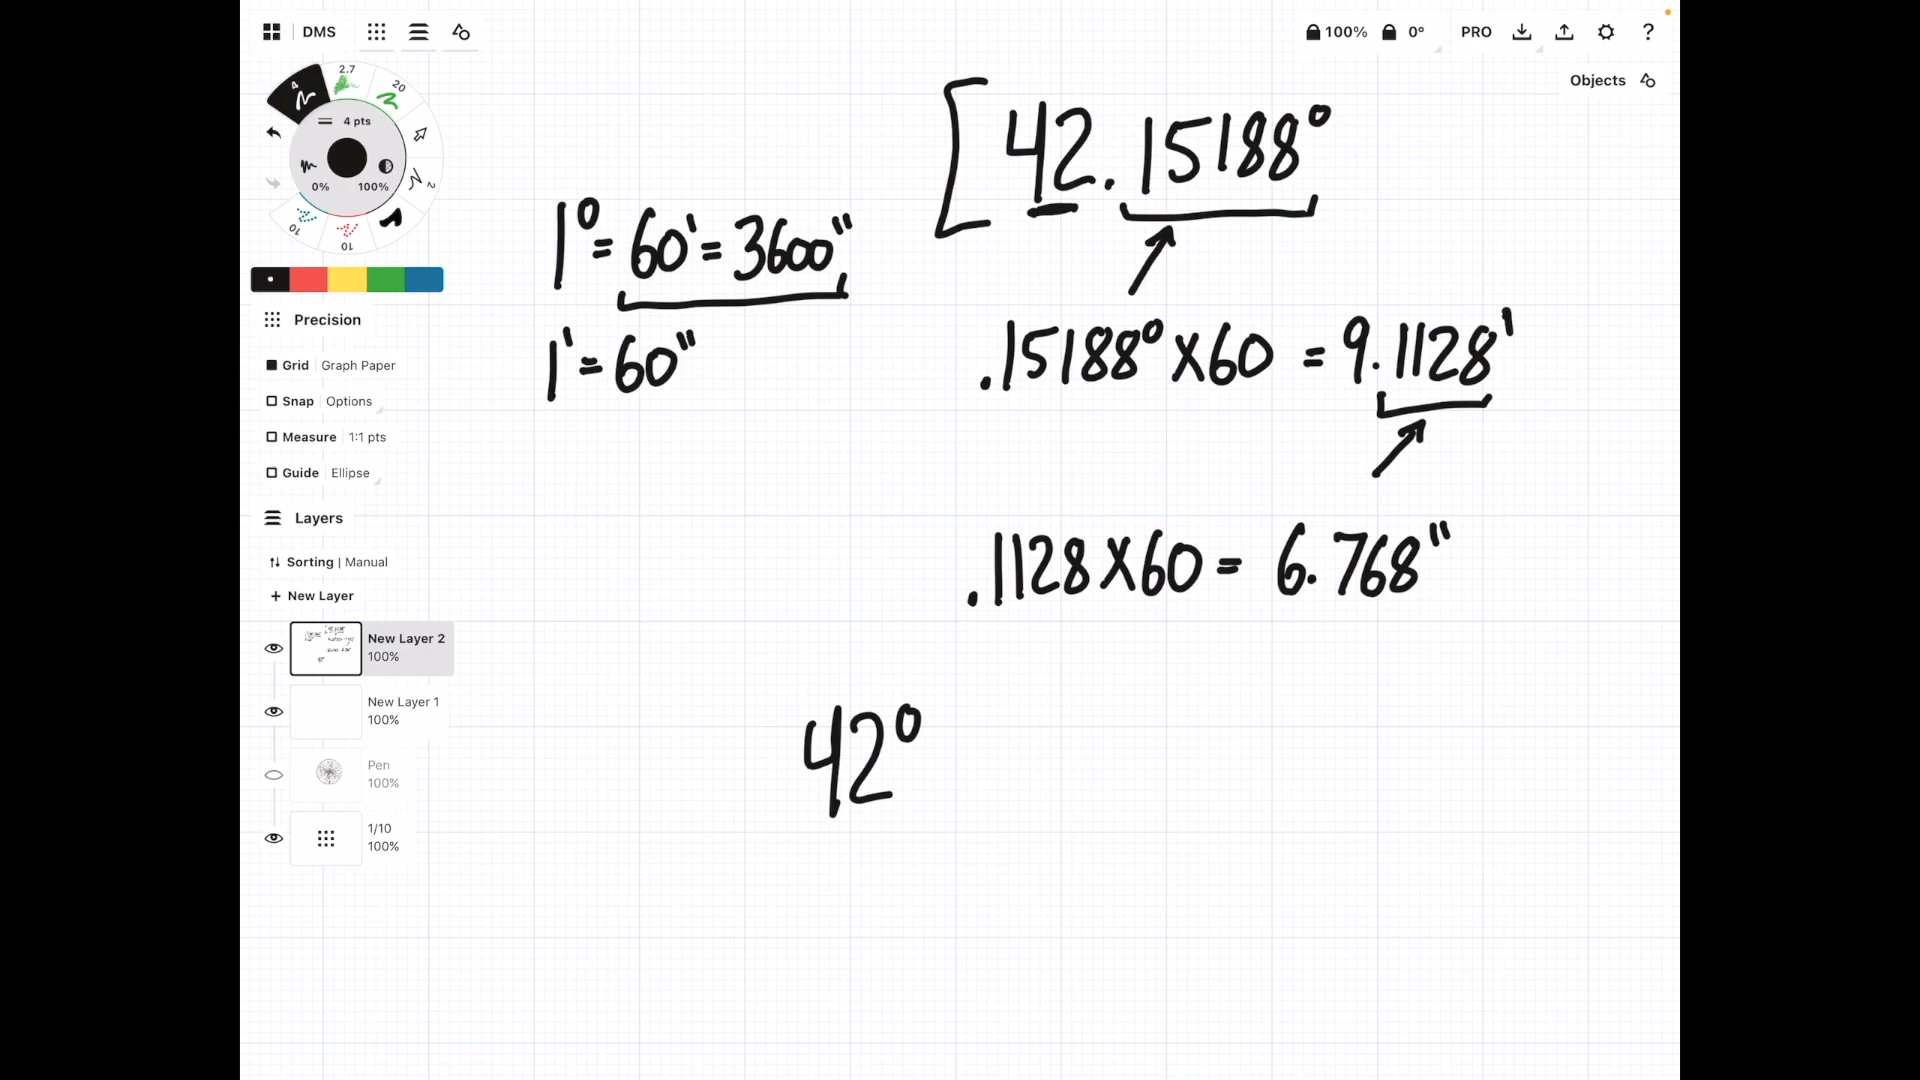 DMS
100% 0° PRO ?
Objects
4 2.7 20
4 pts
0% 100%
2
10 10
Precision
Grid Graph Paper
Snap Options
Measure 1:1 pts
Guide Ellipse
Layers
Sorting | Manual
+ New Layer
New Layer 2
100%
New Layer 1
100%
Pen
100%
1/10
100%
[42.15188°
1° = 60' = 3600"
1' = 60"
.15188° X 60 = 9.1128'
.1128 X 60 = 6.768"
42°